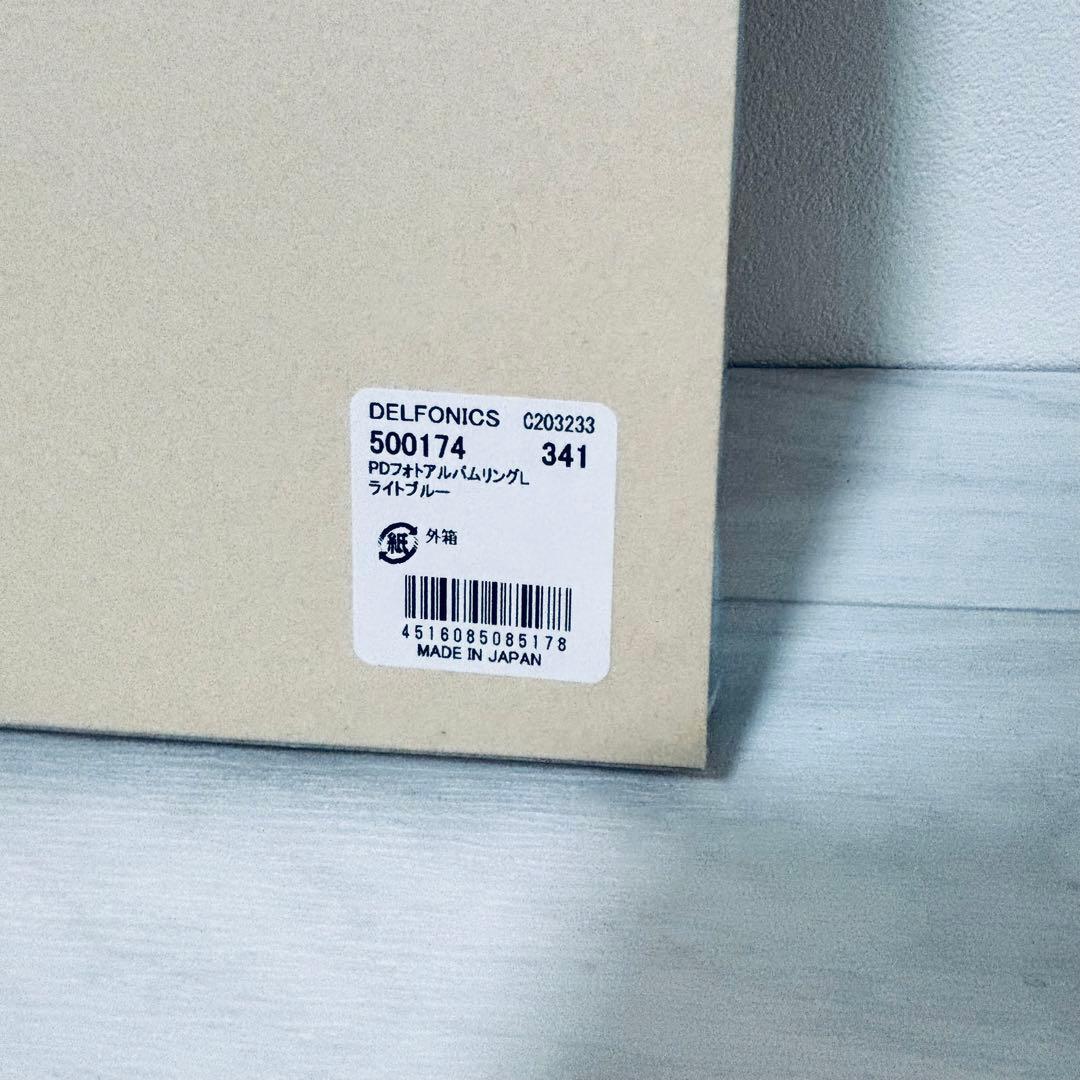 DELFONICS C203233
500174 341
PDフォトアルバムリングL
ライトブルー
紙 外箱
4516085085178
MADE IN JAPAN